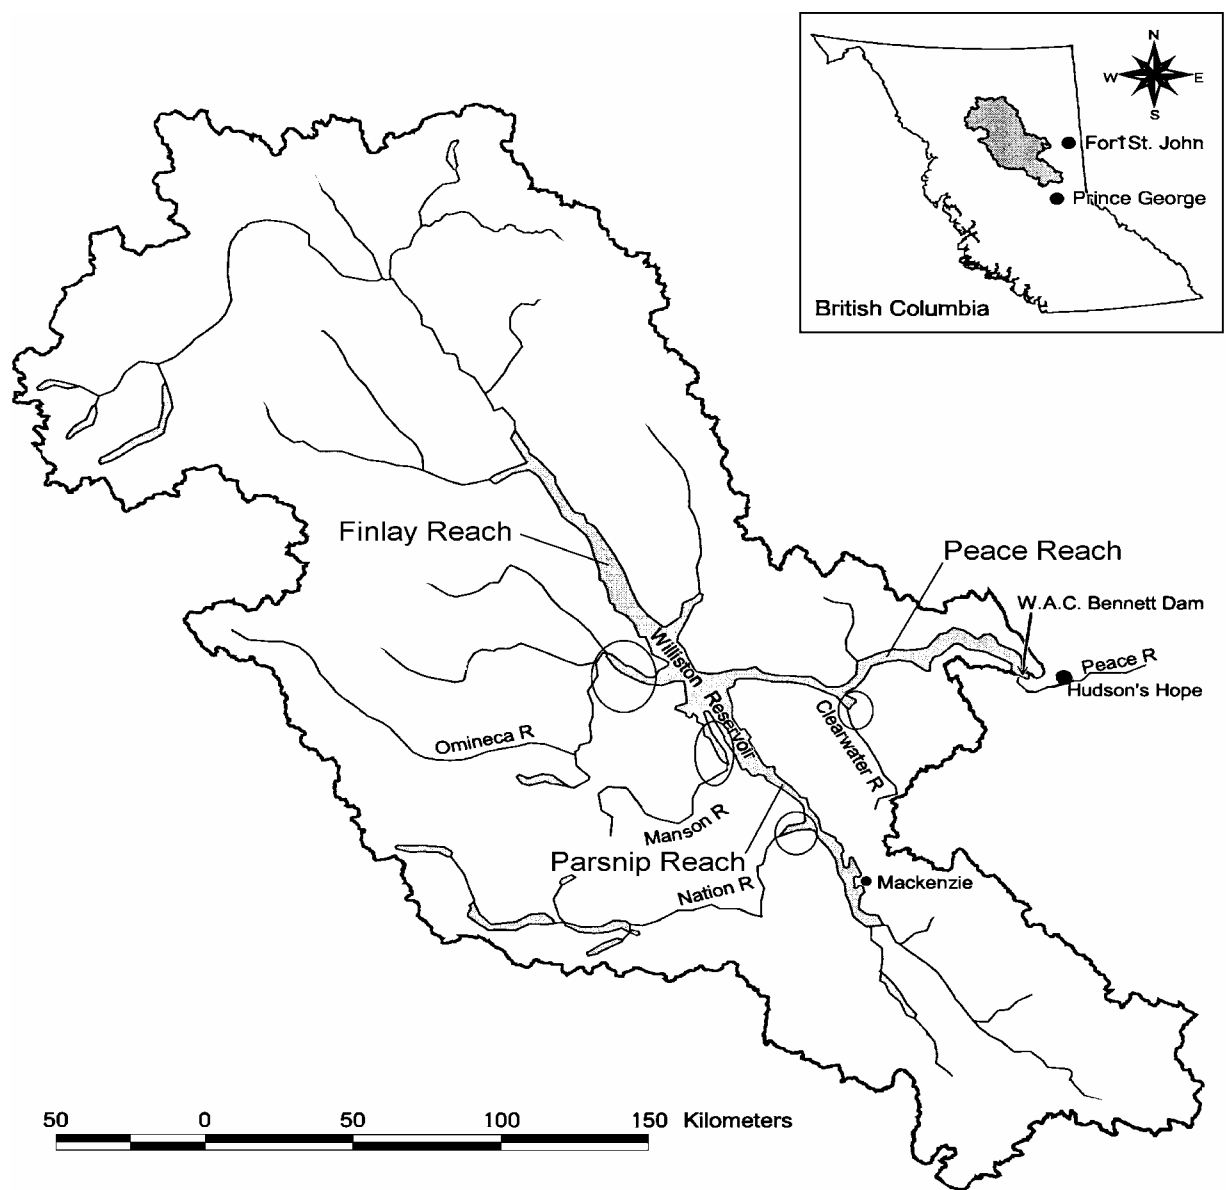 N
W E
S
Fort St. John
Prince George
British Columbia
Finlay Reach
Peace Reach
W.A.C. Bennett Dam
Williston Reservoir
Peace R
Hudson's Hope
Clearwater R
Omineca R
Manson R
Parsnip Reach
Nation R
Mackenzie
50 0 50 100 150 Kilometers